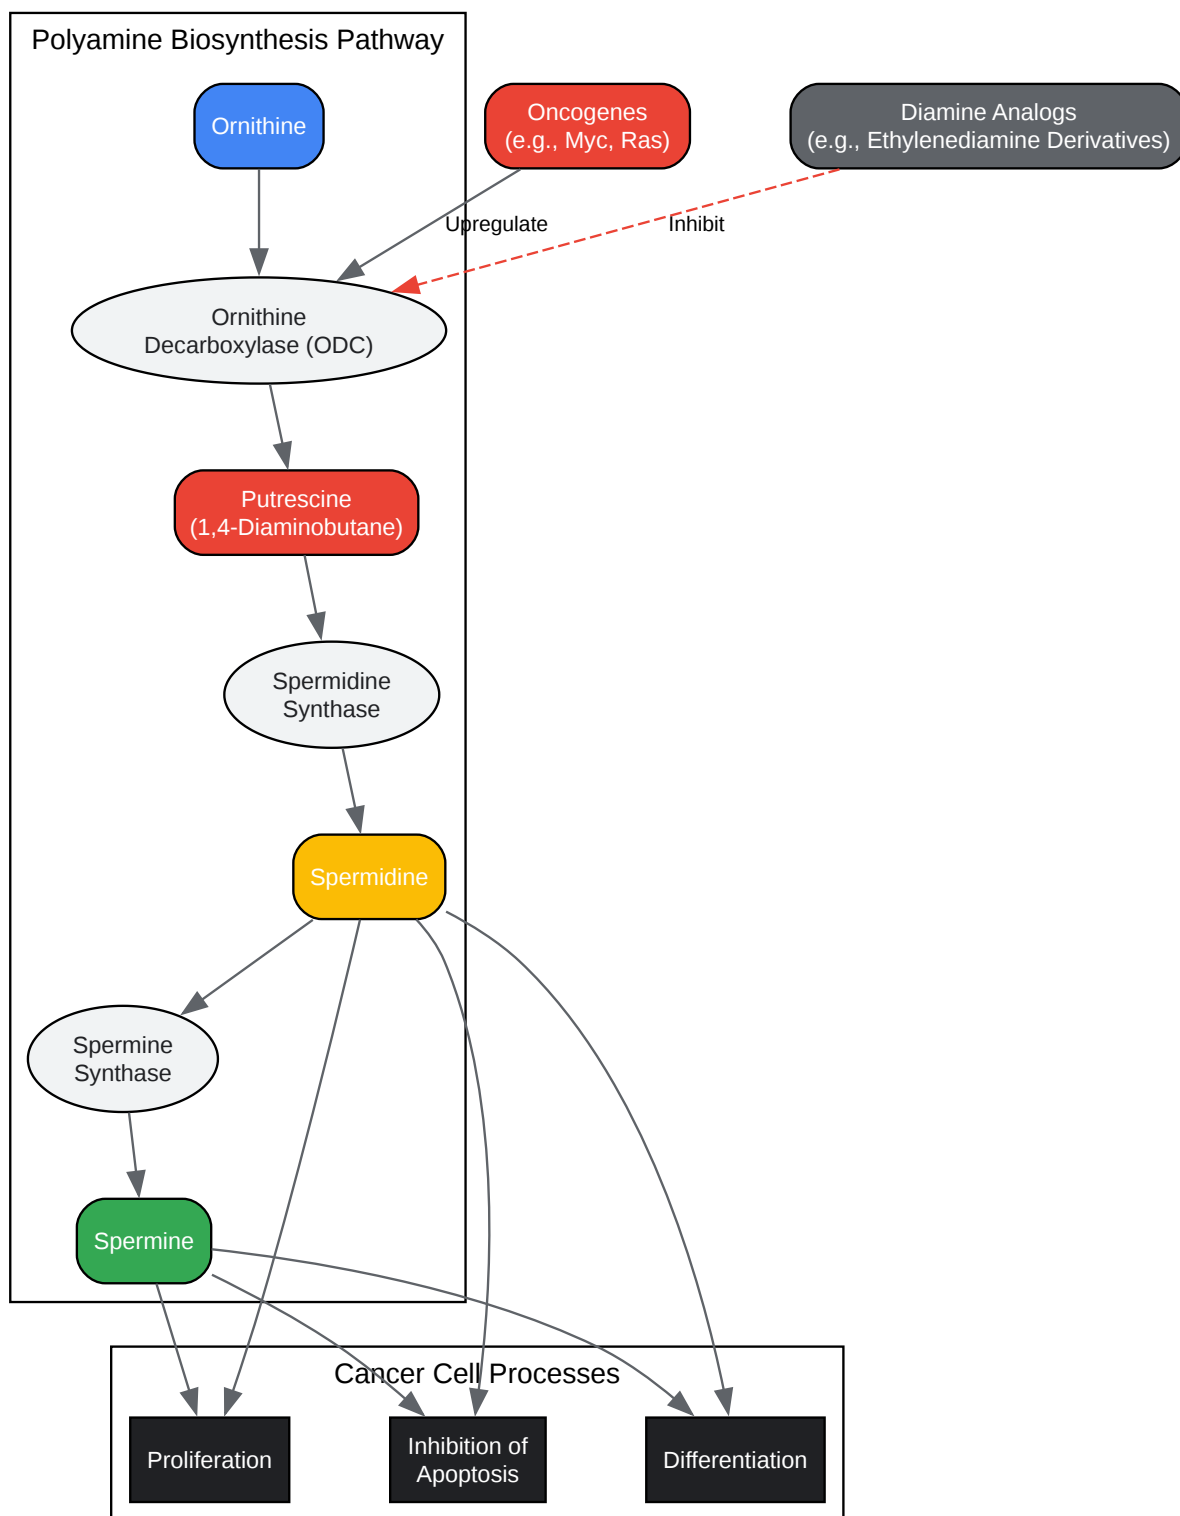 Polyamine Biosynthesis Pathway
Ornithine
Oncogenes
(e.g., Myc, Ras)
Diamine Analogs
(e.g., Ethylenediamine Derivatives)
Upregulate
Inhibit
Ornithine
Decarboxylase (ODC)
Putrescine
(1,4-Diaminobutane)
Spermidine
Synthase
Spermidine
Spermine
Synthase
Spermine
Cancer Cell Processes
Proliferation
Inhibition of
Apoptosis
Differentiation